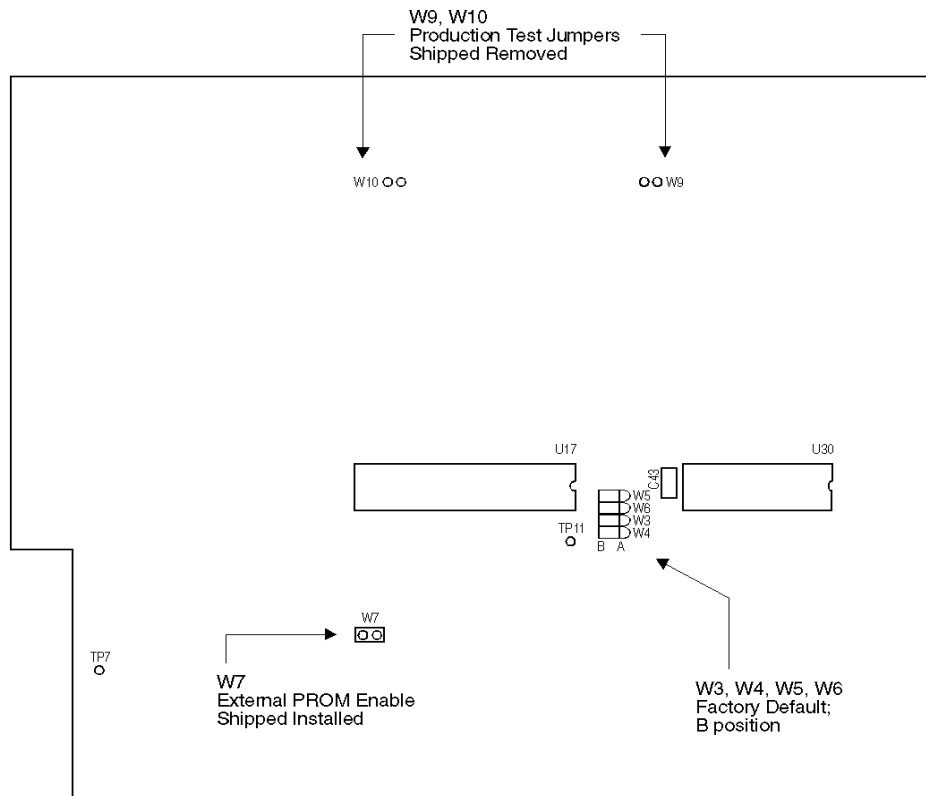 W9, W10
Production Test Jumpers
Shipped Removed
W10
W9
U17
U30
C43
W5
W6
W3
W4
TP11
B A
W7
TP7
W7
External PROM Enable
Shipped Installed
W3, W4, W5, W6
Factory Default;
B position